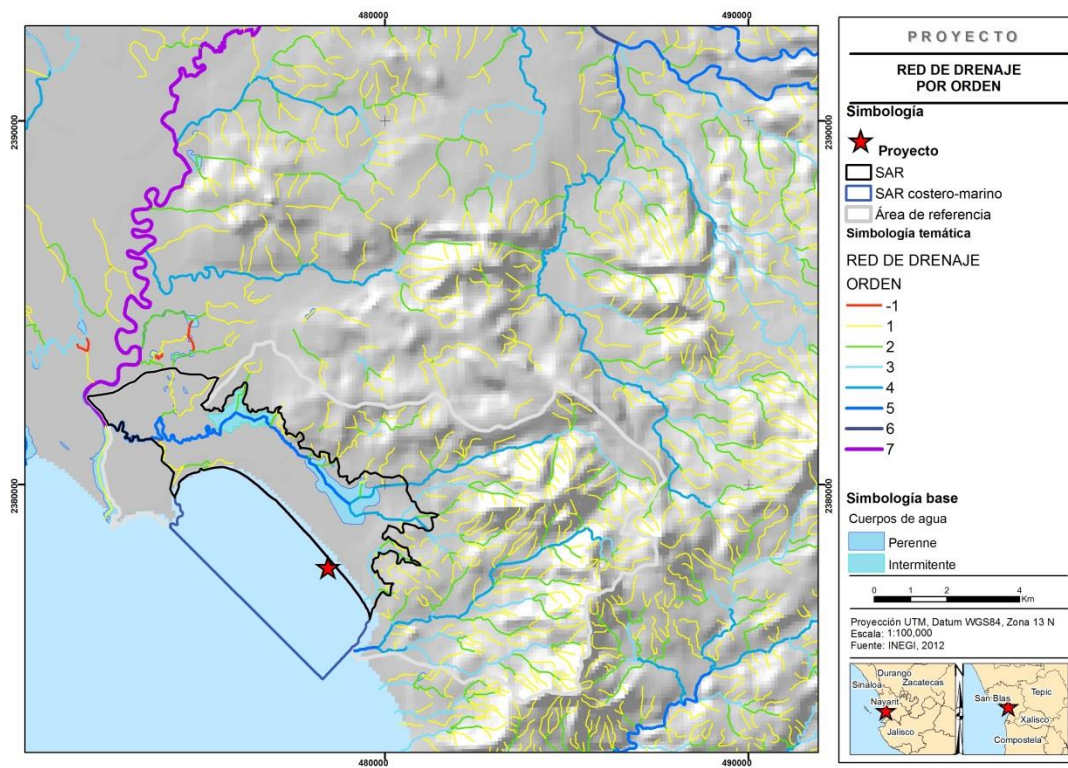 480000
490000
2390000
2390000
2380000
2380000
480000
490000
PROYECTO
RED DE DRENAJE
POR ORDEN
Simbología
Proyecto
SAR
SAR costero-marino
Área de referencia
Simbología temática
RED DE DRENAJE
ORDEN
-1
1
2
3
4
5
6
7
Simbología base
Cuerpos de agua
Perenne
Intermitente
0 1 2 4
Km
Proyección UTM, Datum WGS84, Zona 13 N
Escala: 1:100,000
Fuente: INEGI, 2012
Durango
Sinaloa
Zacatecas
Nayarit
Jalisco
N
San Blas
Tepic
Xalisco
Compostela